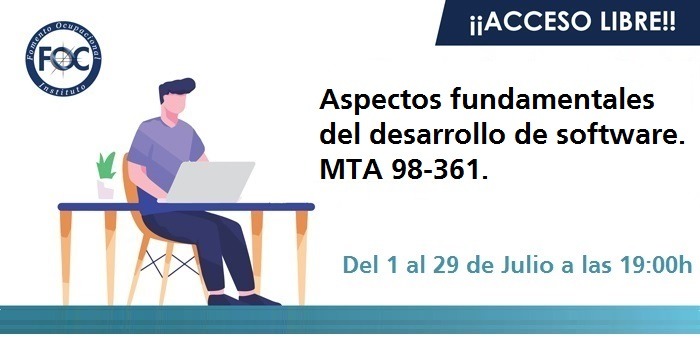 ¡¡ACCESO LIBRE!!
Fomento Ocupacional
FOC
Instituto
Aspectos fundamentales
del desarrollo de software.
MTA 98-361.
Del 1 al 29 de Julio a las 19:00h